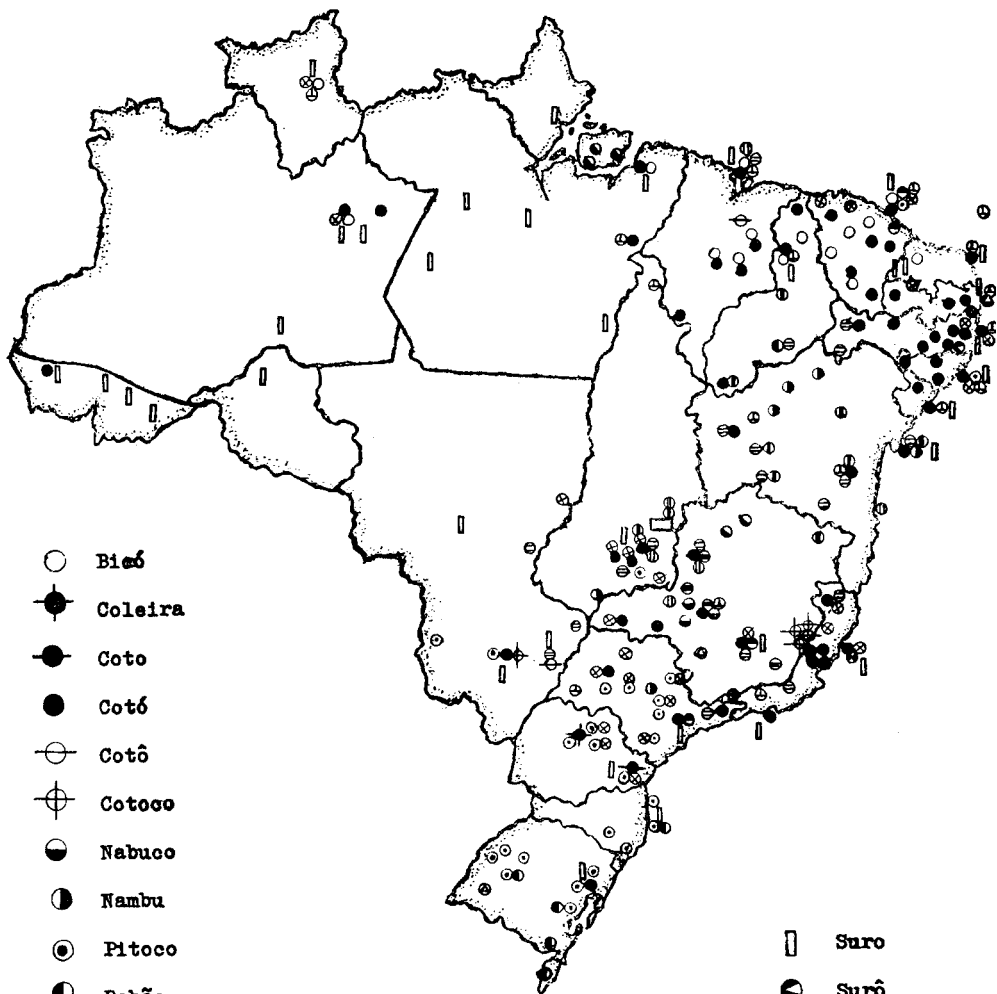 Bicó
Coleira
Coto
Cotó
Cotô
Cotoco
Nabuco
Nambu
Pitoco
Suro
Surô